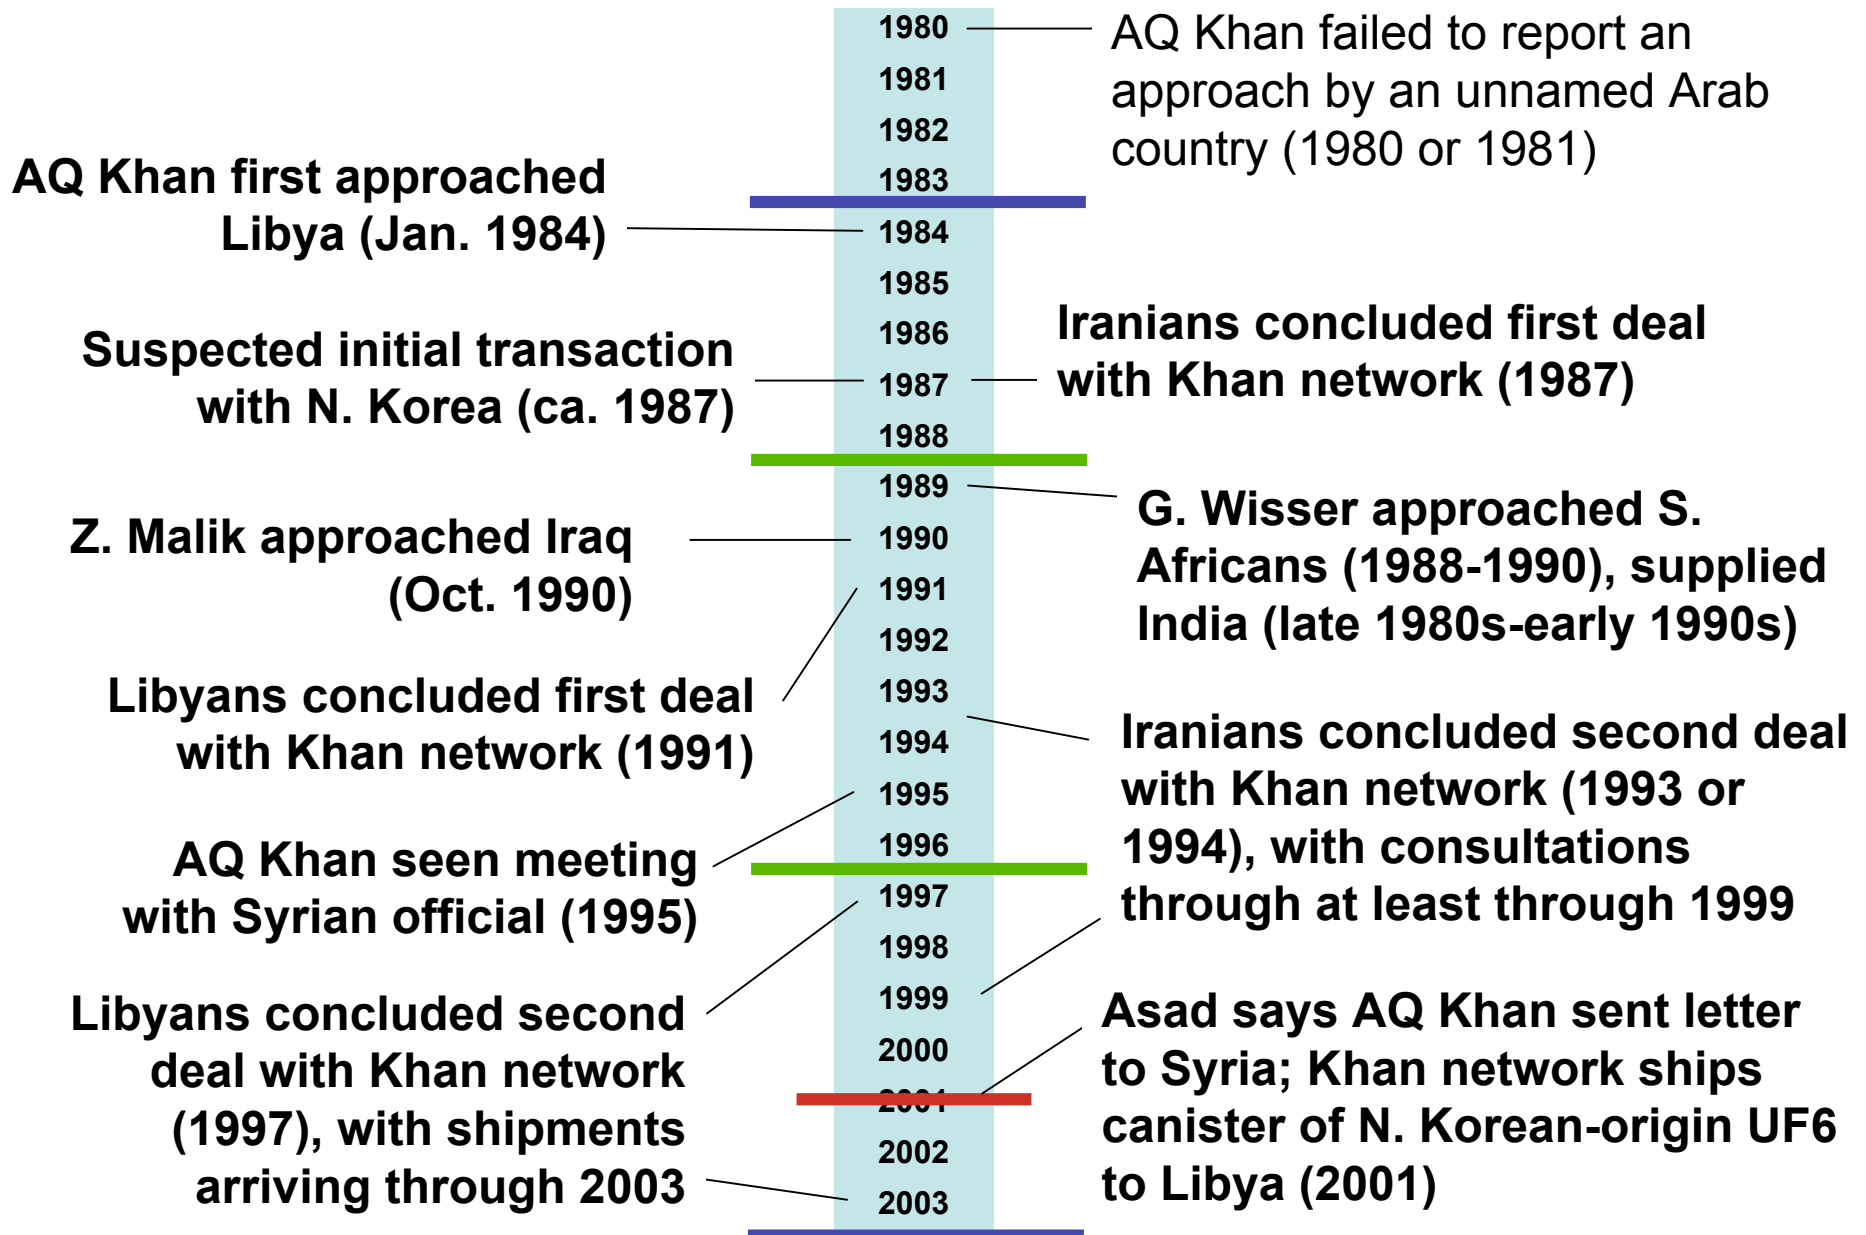 1980
1981
1982
1983
1984
1985
1986
1987
1988
1989
1990
1991
1992
1993
1994
1995
1996
1997
1998
1999
2000
2001
2002
2003
AQ Khan failed to report an
approach by an unnamed Arab
country (1980 or 1981)
AQ Khan first approached
Libya (Jan. 1984)
Iranians concluded first deal
with Khan network (1987)
Suspected initial transaction
with N. Korea (ca. 1987)
G. Wisser approached S.
Africans (1988-1990), supplied
India (late 1980s-early 1990s)
Z. Malik approached Iraq
(Oct. 1990)
Libyans concluded first deal
with Khan network (1991)
Iranians concluded second deal
with Khan network (1993 or
1994), with consultations
through at least through 1999
AQ Khan seen meeting
with Syrian official (1995)
Libyans concluded second
deal with Khan network
(1997), with shipments
arriving through 2003
Asad says AQ Khan sent letter
to Syria; Khan network ships
canister of N. Korean-origin UF6
to Libya (2001)